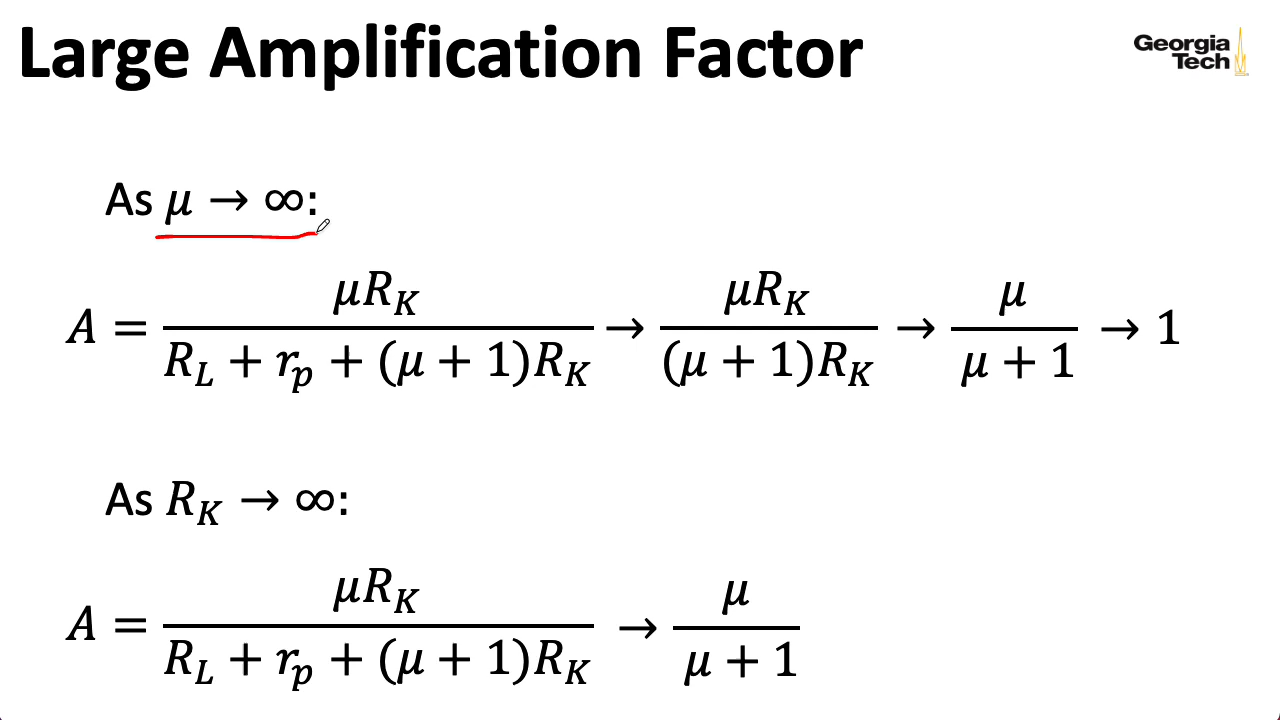 Large Amplification Factor
Georgia
Tech
As μ → ∞:
A = μR_K / (R_L + r_p + (μ + 1)R_K) → μR_K / ((μ + 1)R_K) → μ / (μ + 1) → 1
As R_K → ∞:
A = μR_K / (R_L + r_p + (μ + 1)R_K) → μ / (μ + 1)